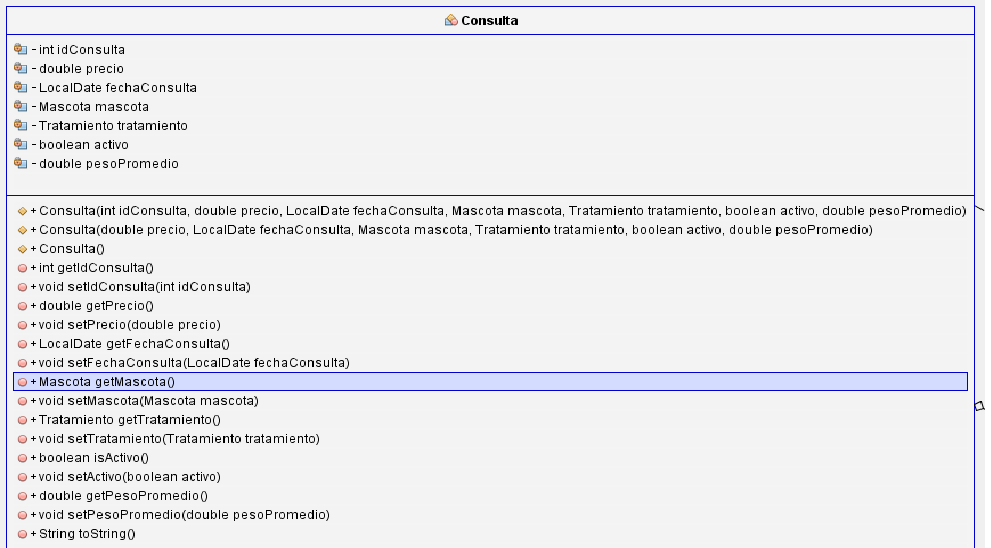 Consulta
- int idConsulta
- double precio
- LocalDate fechaConsulta
- Mascota mascota
- Tratamiento tratamiento
- boolean activo
- double pesoPromedio
+ Consulta(int idConsulta, double precio, LocalDate fechaConsulta, Mascota mascota, Tratamiento tratamiento, boolean activo, double pesoPromedio)
+ Consulta(double precio, LocalDate fechaConsulta, Mascota mascota, Tratamiento tratamiento, boolean activo, double pesoPromedio)
+ Consulta()
+ int getIdConsulta()
+ void setIdConsulta(int idConsulta)
+ double getPrecio()
+ void setPrecio(double precio)
+ LocalDate getFechaConsulta()
+ void setFechaConsulta(LocalDate fechaConsulta)
+ Mascota getMascota()
+ void setMascota(Mascota mascota)
+ Tratamiento getTratamiento()
+ void setTratamiento(Tratamiento tratamiento)
+ boolean isActivo()
+ void setActivo(boolean activo)
+ double getPesoPromedio()
+ void setPesoPromedio(double pesoPromedio)
+ String toString()